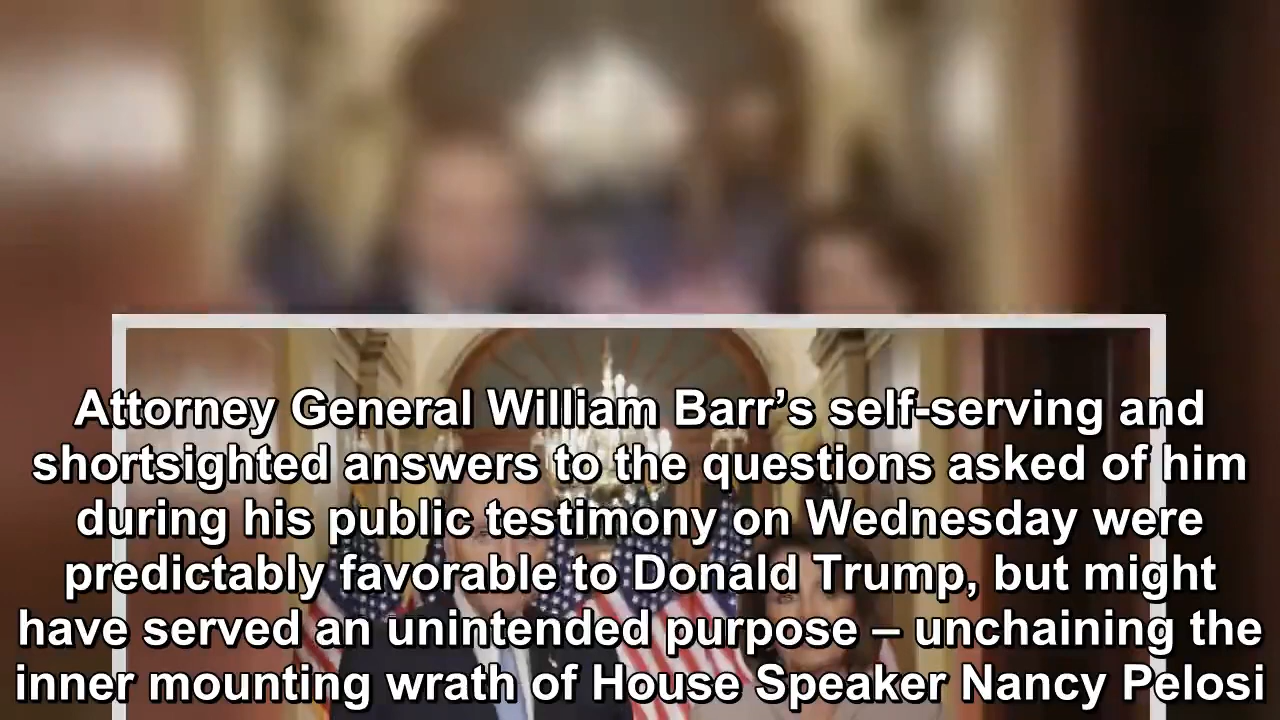 Attorney General William Barr’s self-serving and
shortsighted answers to the questions asked of him
during his public testimony on Wednesday were
predictably favorable to Donald Trump, but might
have served an unintended purpose – unchaining the
inner mounting wrath of House Speaker Nancy Pelosi